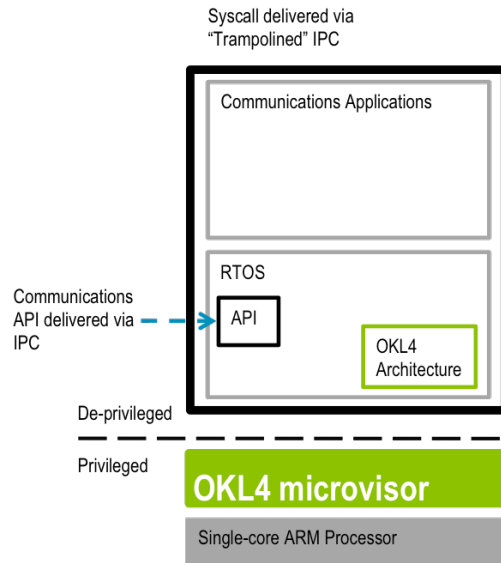 Syscall delivered via
“Trampolined” IPC
Communications Applications
RTOS
Communications
API delivered via
IPC
API
OKL4
Architecture
De-privileged
Privileged
OKL4 microvisor
Single-core ARM Processor